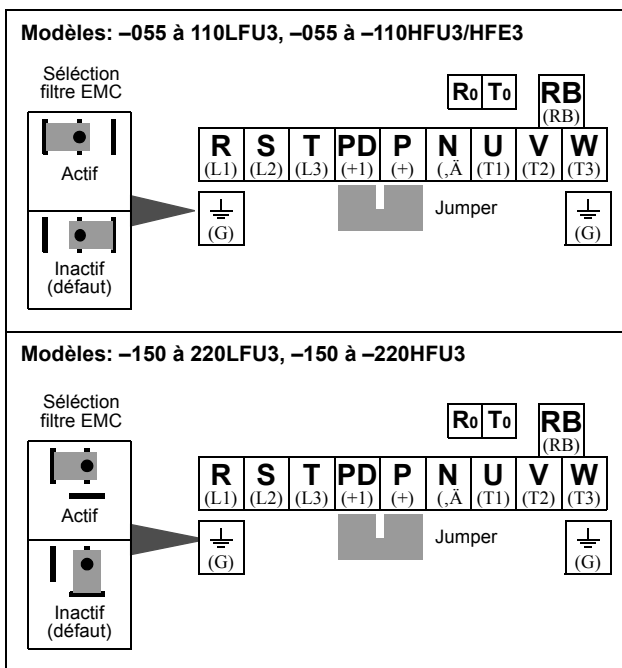 Modèles: –055 à 110LFU3, –055 à –110HFU3/HFE3
Séléction
filtre EMC
Actif
Inactif
(défaut)
R0 T0 RB
(RB)
R S T PD P N U V W
(L1) (L2) (L3) (+1) (+) (‚Ä (T1) (T2) (T3)
(G) Jumper (G)
Modèles: –150 à 220LFU3, –150 à –220HFU3
Séléction
filtre EMC
Actif
Inactif
(défaut)
R0 T0 RB
(RB)
R S T PD P N U V W
(L1) (L2) (L3) (+1) (+) (‚Ä (T1) (T2) (T3)
(G) Jumper (G)